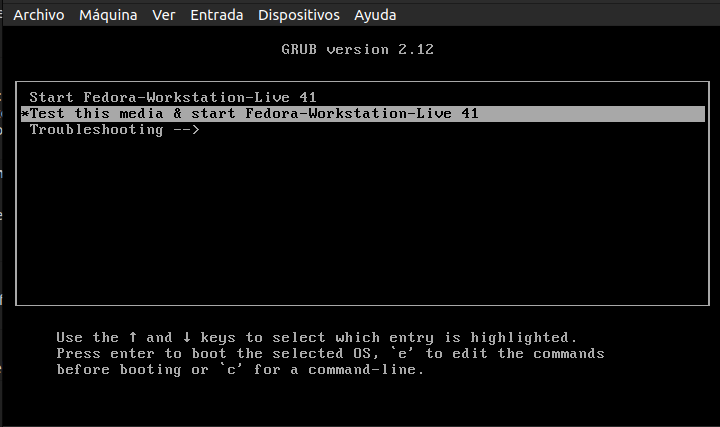 Archivo Máquina Ver Entrada Dispositivos Ayuda
GRUB version 2.12
Start Fedora-Workstation-Live 41
*Test this media & start Fedora-Workstation-Live 41
Troubleshooting -->
Use the ↑ and ↓ keys to select which entry is highlighted.
Press enter to boot the selected OS, `e' to edit the commands
before booting or `c' for a command-line.